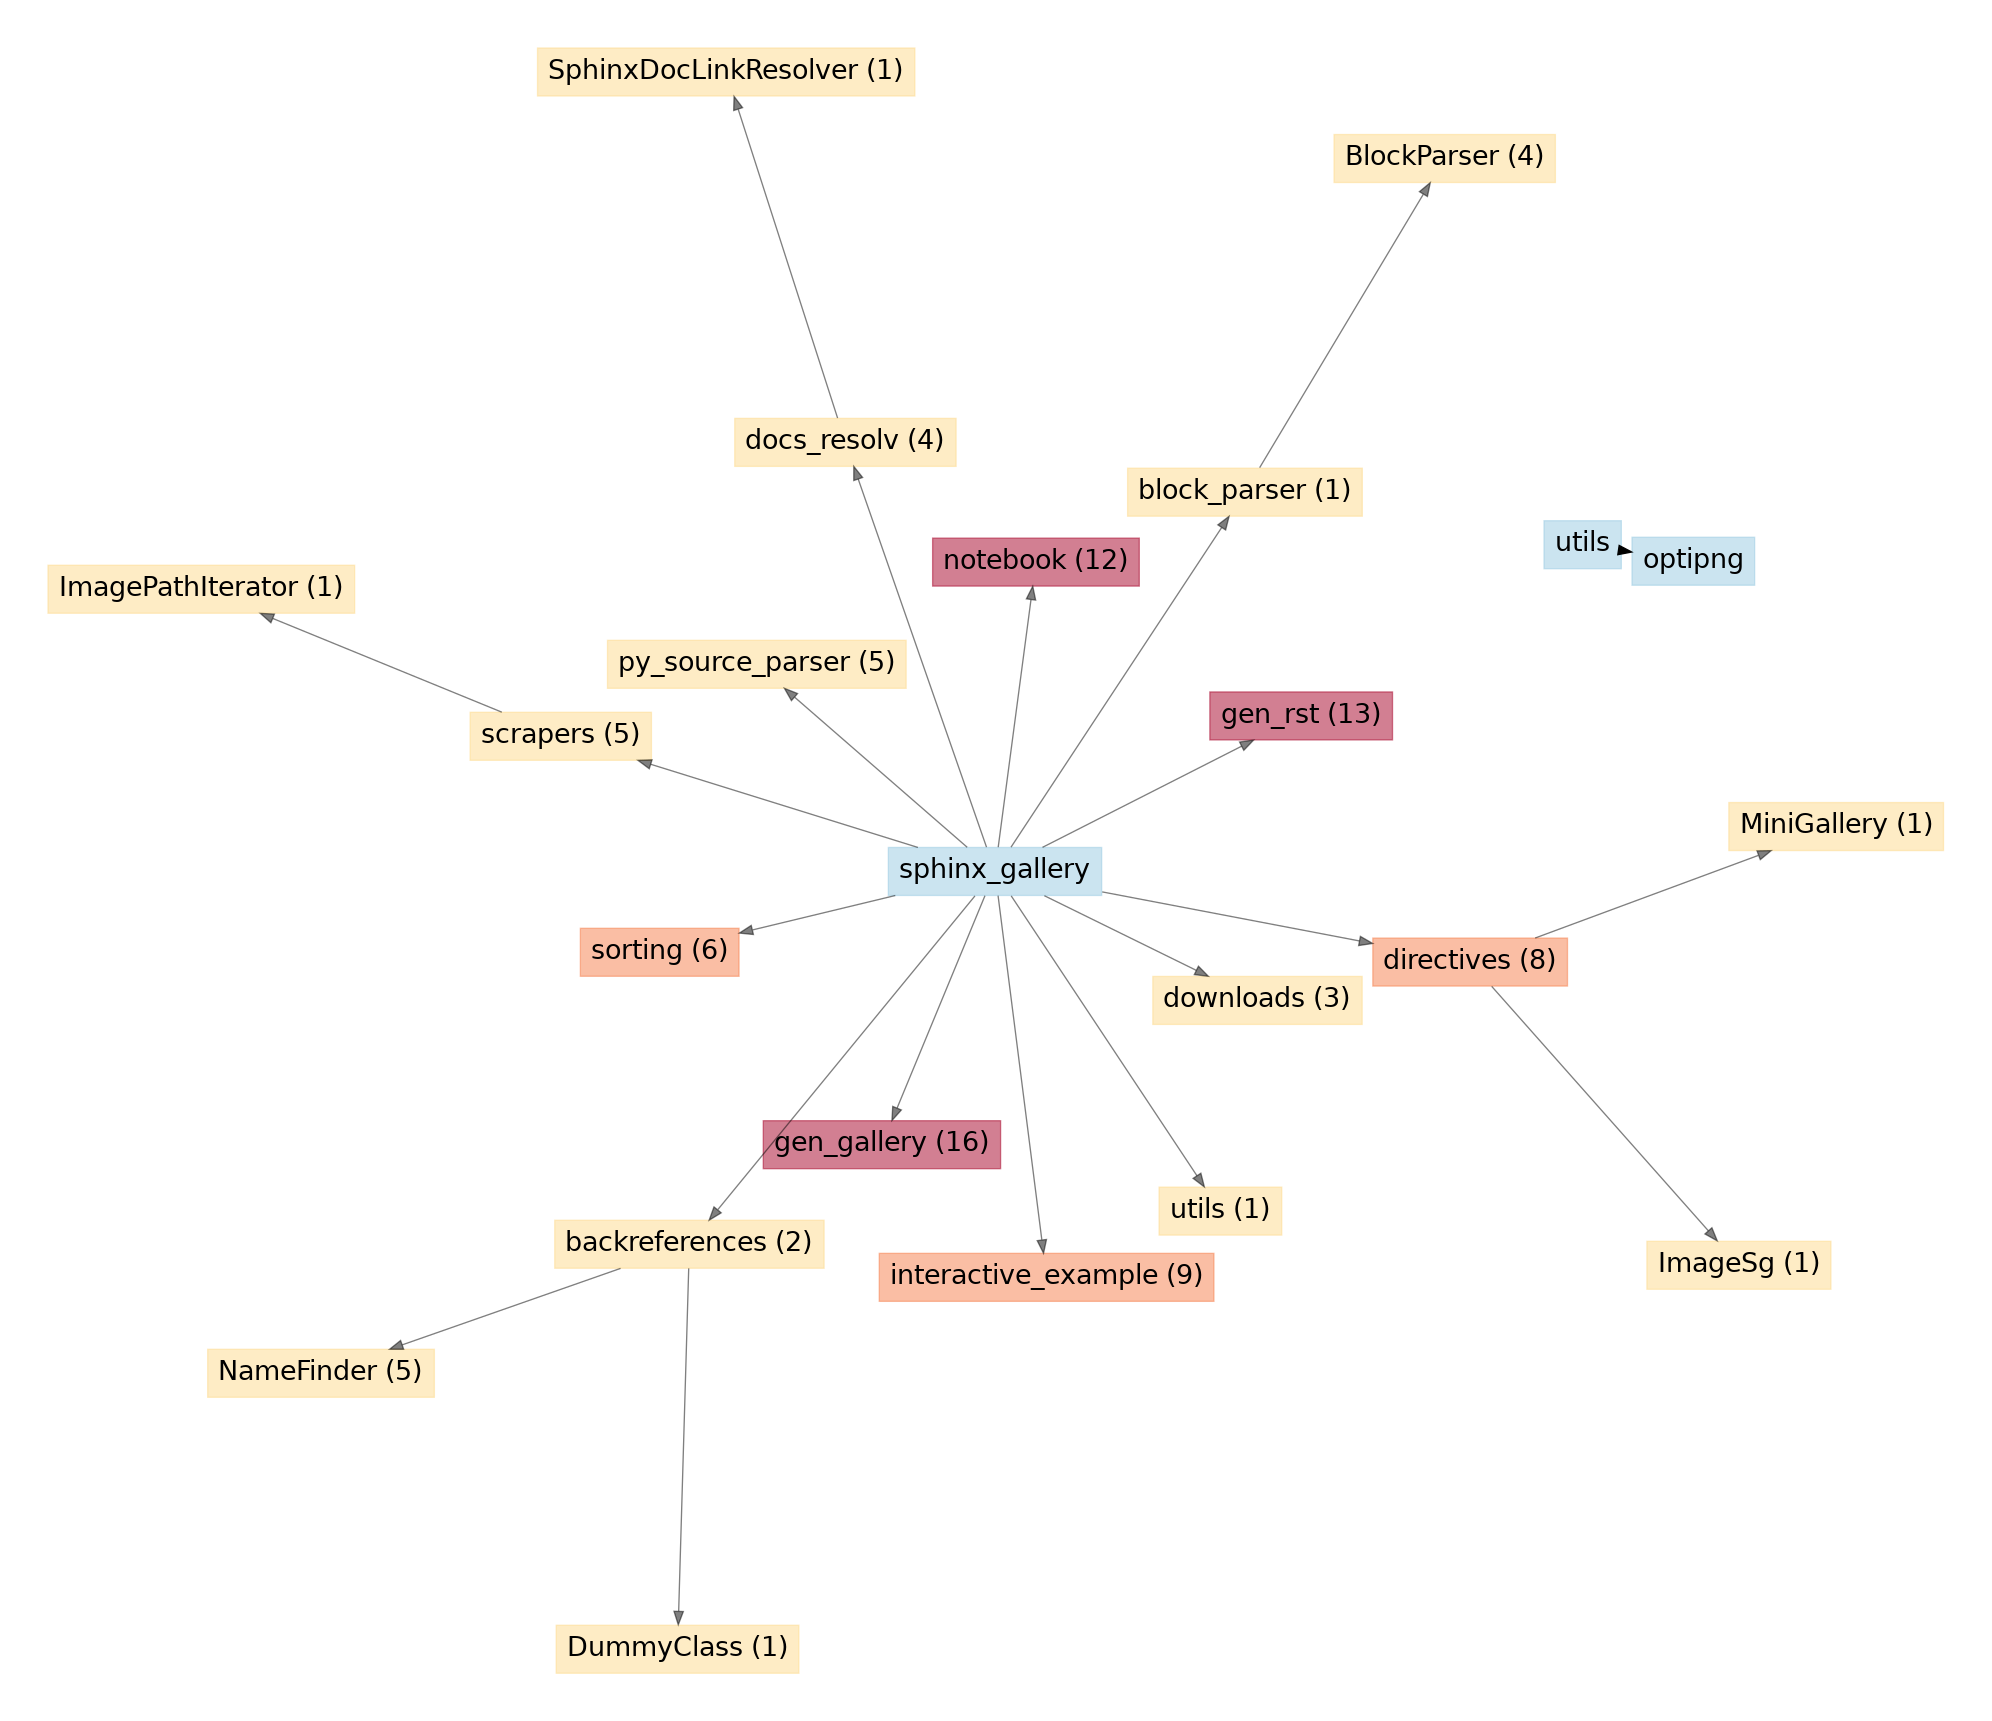 SphinxDocLinkResolver (1)
BlockParser (4)
docs_resolv (4)
block_parser (1)
utils
optipng
notebook (12)
ImagePathIterator (1)
py_source_parser (5)
gen_rst (13)
scrapers (5)
MiniGallery (1)
sphinx_gallery
sorting (6)
directives (8)
downloads (3)
gen_gallery (16)
utils (1)
backreferences (2)
ImageSg (1)
interactive_example (9)
NameFinder (5)
DummyClass (1)